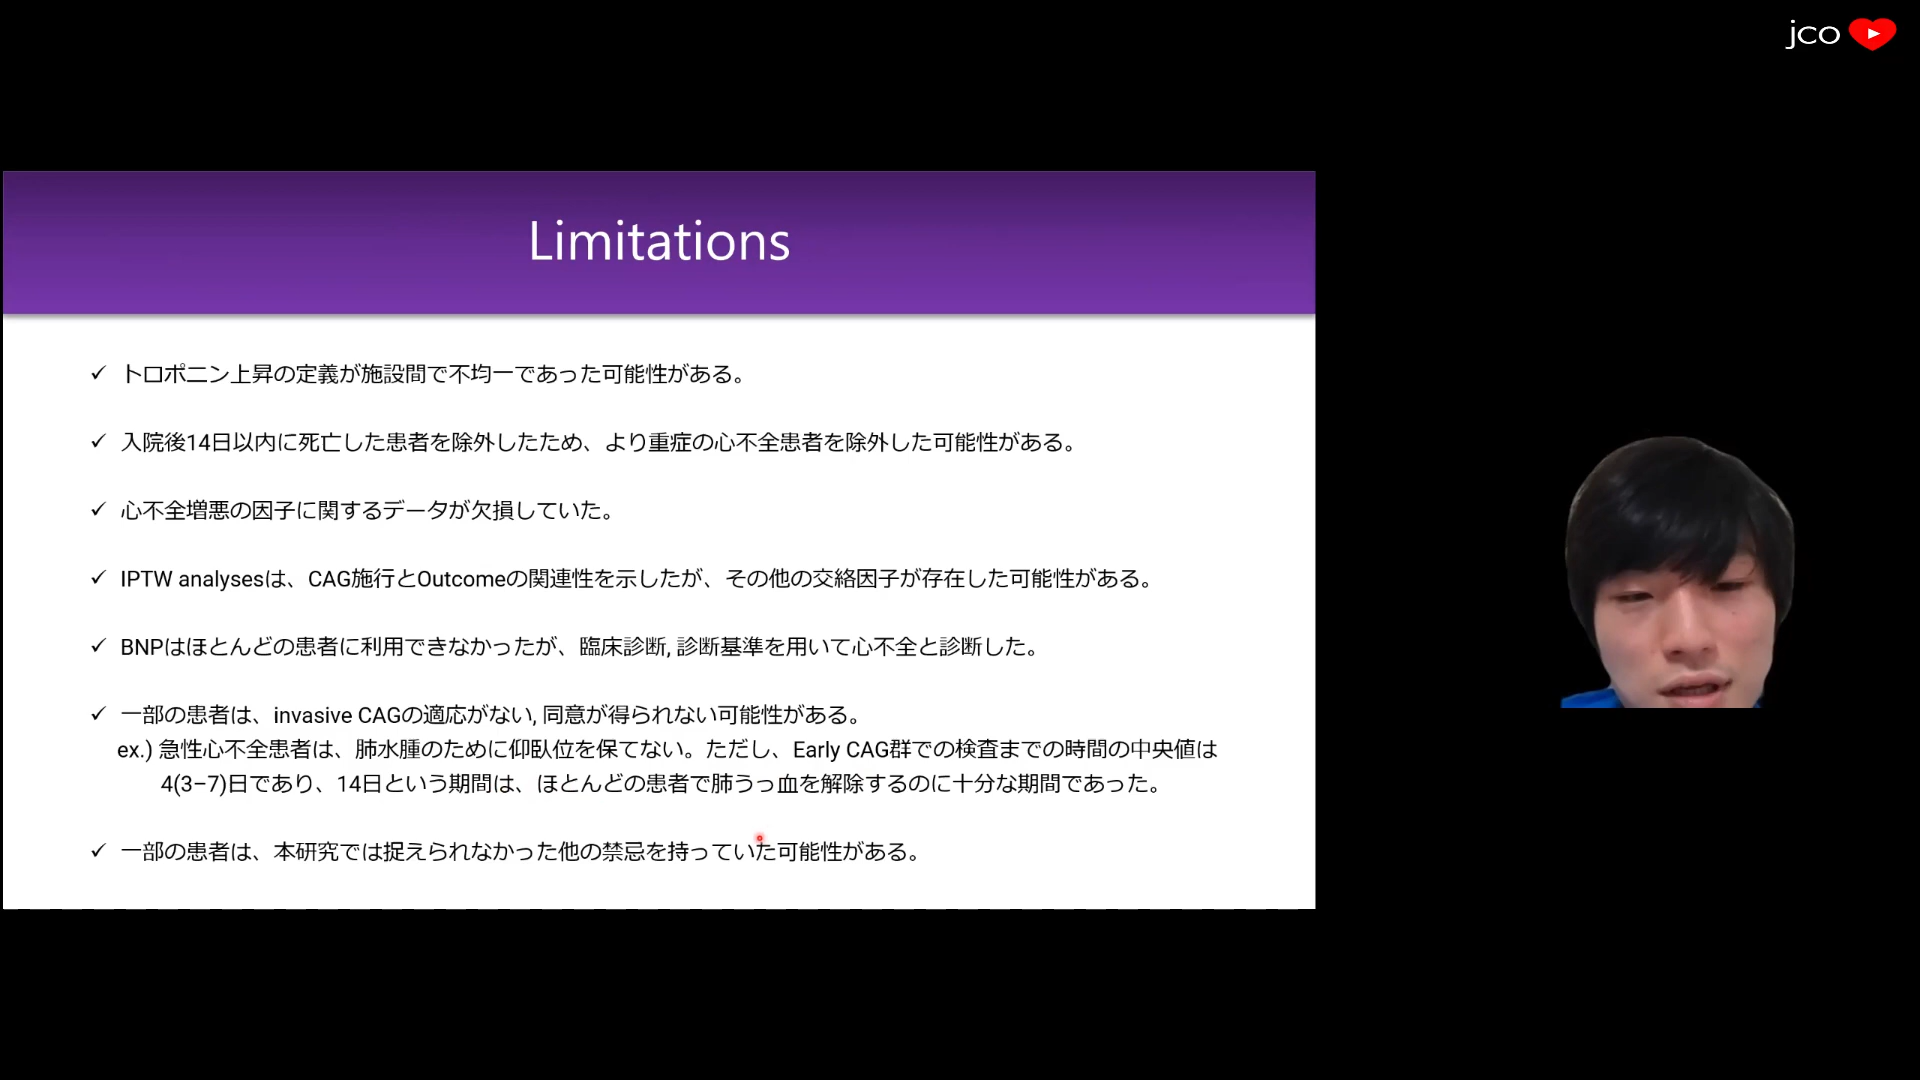 jco
Limitations
✓ トロポニン上昇の定義が施設間で不均一であった可能性がある。
✓ 入院後14日以内に死亡した患者を除外したため、より重症の心不全患者を除外した可能性がある。
✓ 心不全増悪の因子に関するデータが欠損していた。
✓ IPTW analysesは、CAG施行とOutcomeの関連性を示したが、その他の交絡因子が存在した可能性がある。
✓ BNPはほとんどの患者に利用できなかったが、臨床診断, 診断基準を用いて心不全と診断した。
✓ 一部の患者は、invasive CAGの適応がない, 同意が得られない可能性がある。
ex.) 急性心不全患者は、肺水腫のために仰臥位を保てない。ただし、Early CAG群での検査までの時間の中央値は
4(3–7)日であり、14日という期間は、ほとんどの患者で肺うっ血を解除するのに十分な期間であった。
✓ 一部の患者は、本研究では捉えられなかった他の禁忌を持っていた可能性がある。